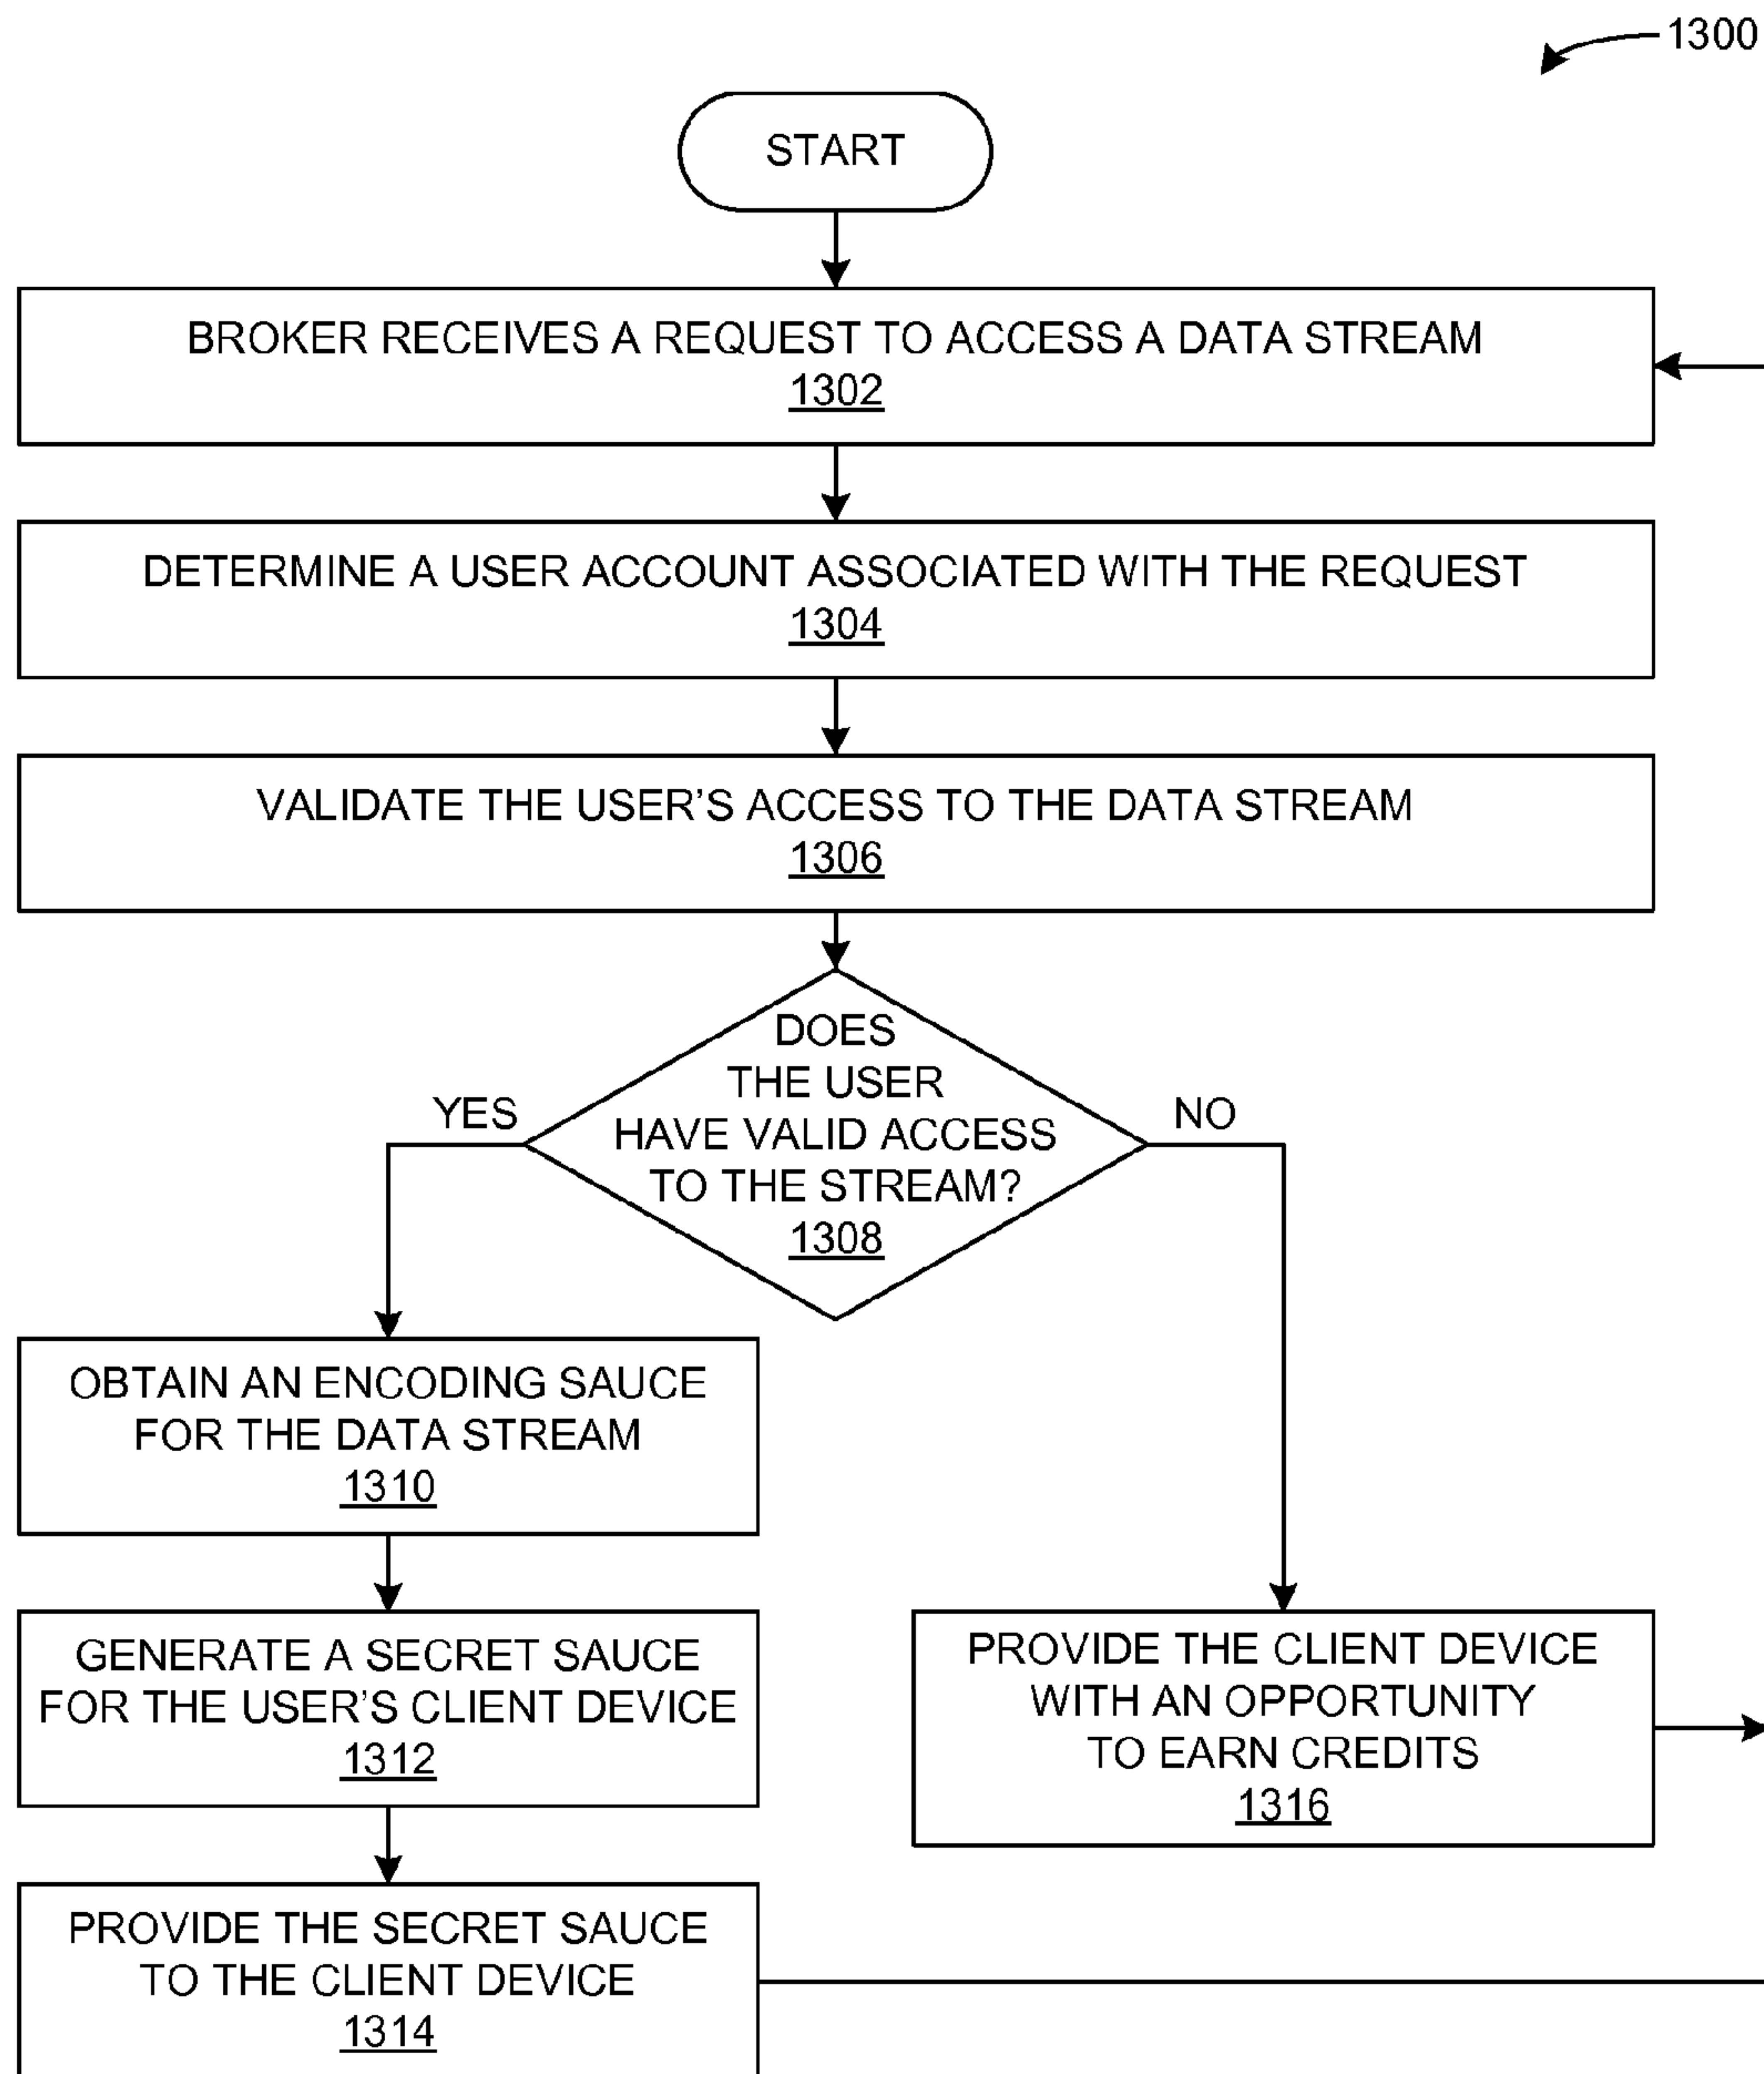 1300
START
BROKER RECEIVES A REQUEST TO ACCESS A DATA STREAM
1302
DETERMINE A USER ACCOUNT ASSOCIATED WITH THE REQUEST
1304
VALIDATE THE USER’S ACCESS TO THE DATA STREAM
1306
DOES
THE USER
HAVE VALID ACCESS
TO THE STREAM?
1308
YES
NO
OBTAIN AN ENCODING SAUCE
FOR THE DATA STREAM
1310
GENERATE A SECRET SAUCE
FOR THE USER’S CLIENT DEVICE
1312
PROVIDE THE SECRET SAUCE
TO THE CLIENT DEVICE
1314
PROVIDE THE CLIENT DEVICE
WITH AN OPPORTUNITY
TO EARN CREDITS
1316